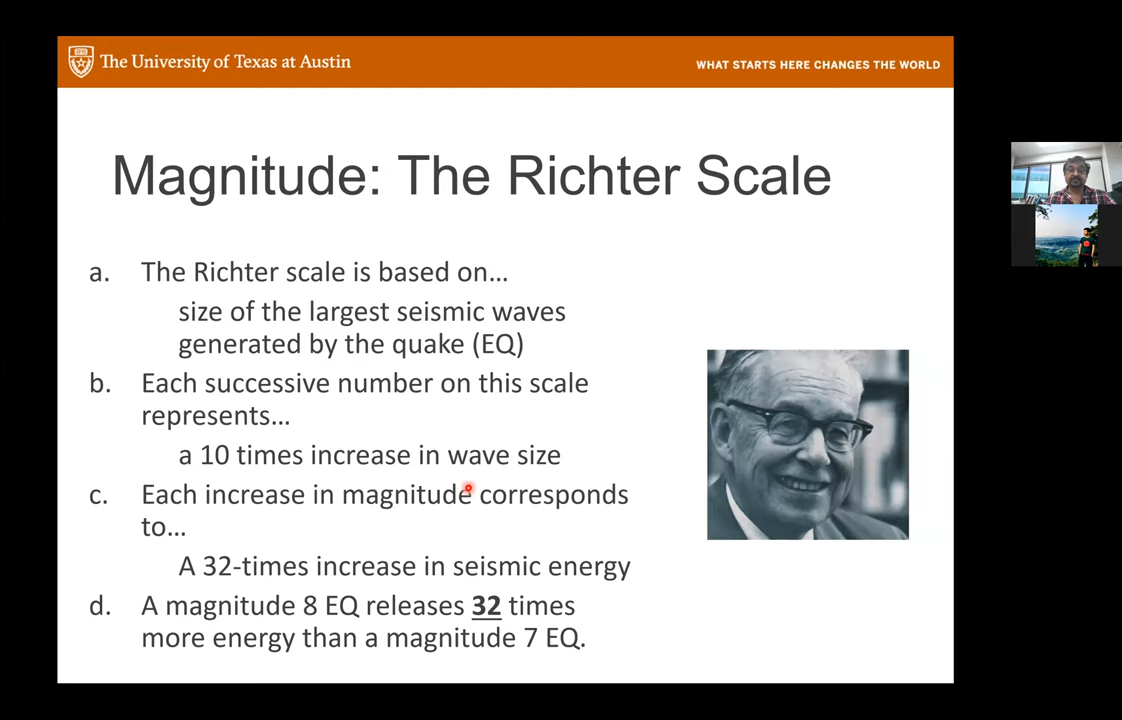 The University of Texas at Austin
WHAT STARTS HERE CHANGES THE WORLD
Magnitude: The Richter Scale
a. The Richter scale is based on...
size of the largest seismic waves
generated by the quake (EQ)
b. Each successive number on this scale
represents...
a 10 times increase in wave size
c. Each increase in magnitude corresponds
to...
A 32-times increase in seismic energy
d. A magnitude 8 EQ releases 32 times
more energy than a magnitude 7 EQ.